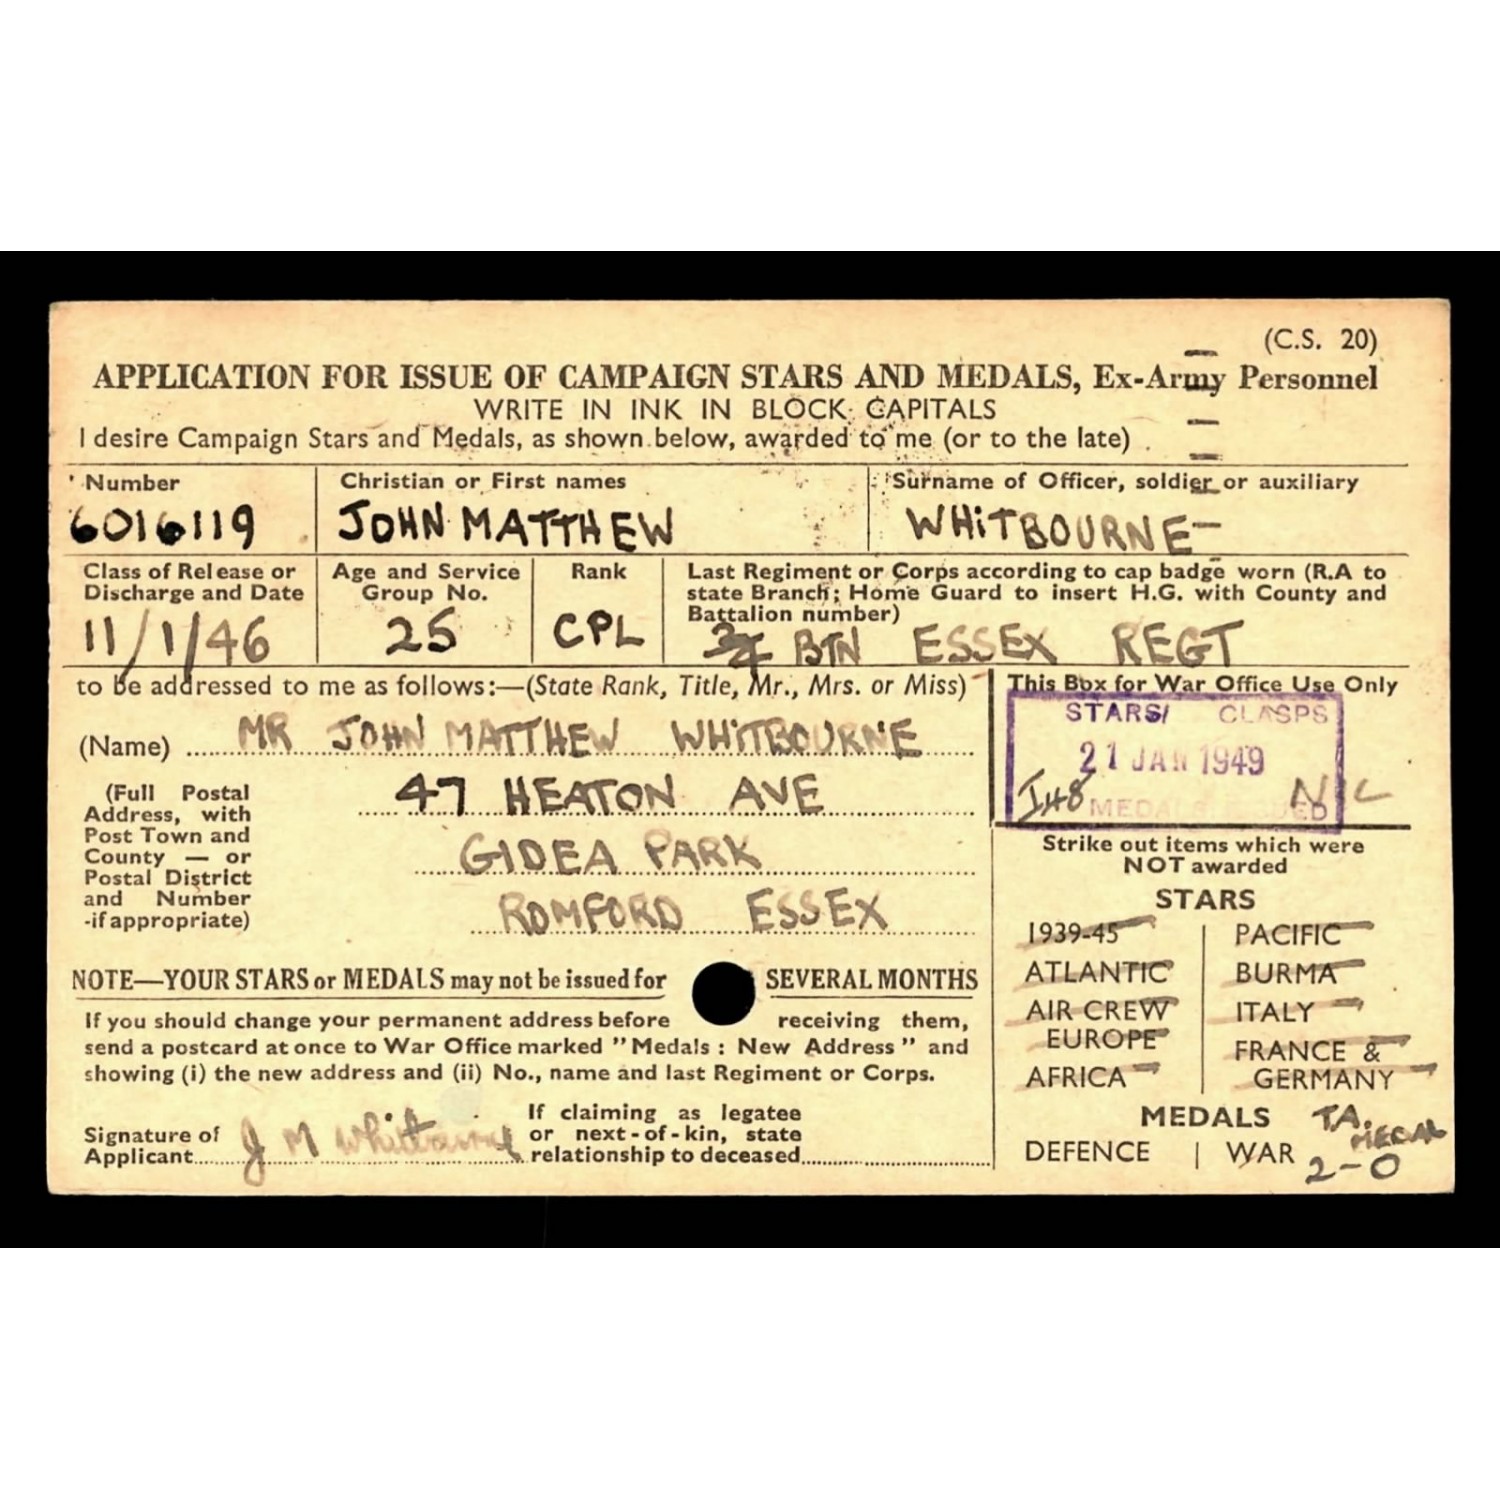 (C.S. 20)
APPLICATION FOR ISSUE OF CAMPAIGN STARS AND MEDALS, Ex-Army Personnel
WRITE IN INK IN BLOCK CAPITALS
I desire Campaign Stars and Medals, as shown below, awarded to me (or to the late)
Number
6016119
Christian or First names
JOHN MATTHEW
Surname of Officer, soldier or auxiliary
WHiTBOURNE
Class of Release or
Discharge and Date
11/1/46
Age and Service
Group No.
25
Rank
CPL
Last Regiment or Corps according to cap badge worn (R.A to
state Branch; Home Guard to insert H.G. with County and
Battalion number)
BTN ESSEX REGT
to be addressed to me as follows:—(State Rank, Title, Mr., Mrs. or Miss)
(Name) MR JOHN MATTHEW WHiTBOURNE
(Full Postal
Address, with
Post Town and
County — or
Postal District
and Number
-if appropriate)
47 HEATON AVE
GIDEA PARK
ROMFORD ESSEX
This Box for War Office Use Only
STARS/ CLASPS
21 JAN 1949
MEDALS ISSUED
NOTE—YOUR STARS or MEDALS may not be issued for SEVERAL MONTHS
If you should change your permanent address before receiving them,
send a postcard at once to War Office marked "Medals : New Address" and
showing (i) the new address and (ii) No., name and last Regiment or Corps.
Signature of
Applicant
J M Whitbourne
If claiming as legatee
or next-of-kin, state
relationship to deceased
Strike out items which were
NOT awarded
STARS
1939-45
ATLANTIC
AIR CREW
EUROPE
AFRICA
PACIFIC
BURMA
ITALY
FRANCE &
GERMANY
MEDALS
DEFENCE | WAR
T.A. MEDAL
2-0